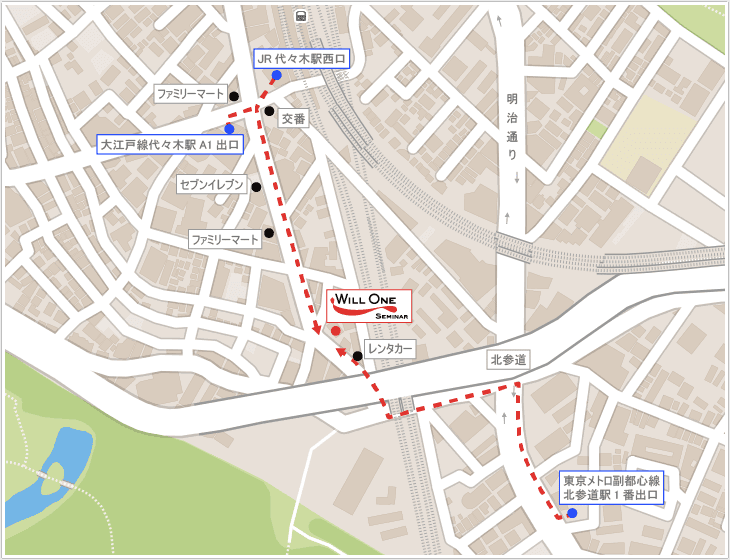 JR 代々木駅西口
ファミリーマート
交番
明治通り
大江戸線代々木駅 A1 出口
セブンイレブン
ファミリーマート
WILL ONE
SEMINAR
レンタカー
北参道
東京メトロ副都心線
北参道駅 1 番出口